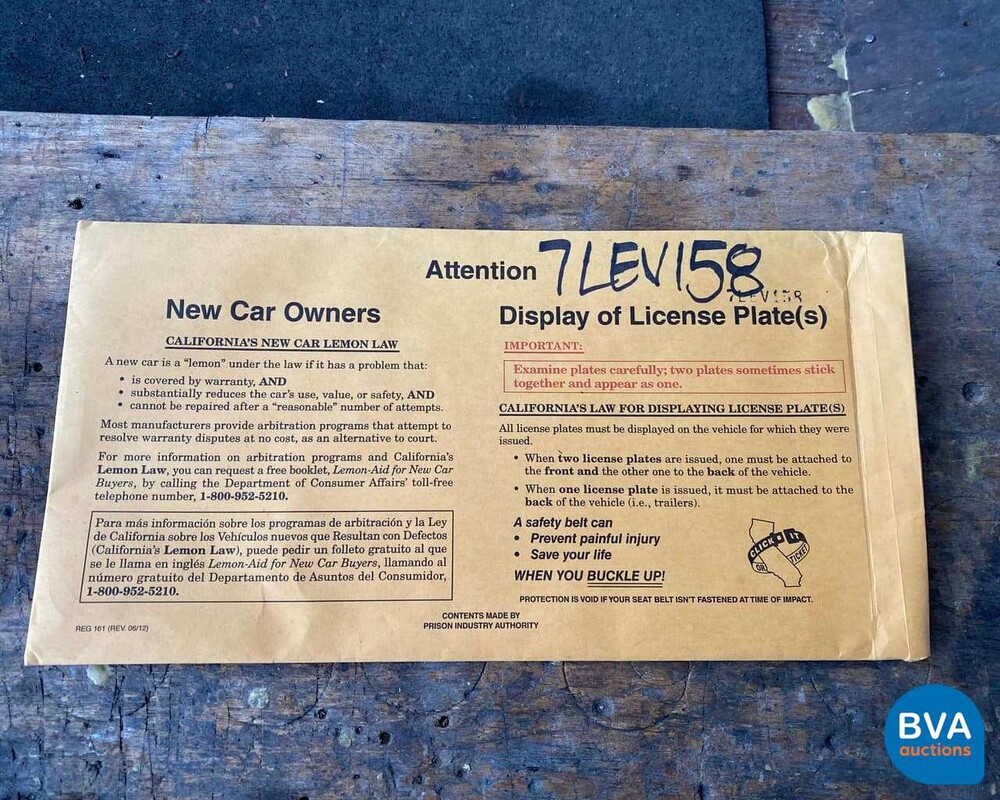 Attention 7LEV158
7LEV158
New Car Owners
CALIFORNIA'S NEW CAR LEMON LAW
A new car is a "lemon" under the law if it has a problem that:
• is covered by warranty, AND
• substantially reduces the car's use, value, or safety, AND
• cannot be repaired after a "reasonable" number of attempts.
Most manufacturers provide arbitration programs that attempt to
resolve warranty disputes at no cost, as an alternative to court.
For more information on arbitration programs and California's
Lemon Law, you can request a free booklet, Lemon-Aid for New Car
Buyers, by calling the Department of Consumer Affairs' toll-free
telephone number, 1-800-952-5210.
Para más información sobre los programas de arbitración y la Ley
de California sobre los Vehículos nuevos que Resultan con Defectos
(California's Lemon Law), puede pedir un folleto gratuito al que
se le llama en inglés Lemon-Aid for New Car Buyers, llamando al
número gratuito del Departamento de Asuntos del Consumidor,
1-800-952-5210.
REG 161 (REV. 06/12)
Display of License Plate(s)
IMPORTANT:
Examine plates carefully; two plates sometimes stick
together and appear as one.
CALIFORNIA'S LAW FOR DISPLAYING LICENSE PLATE(S)
All license plates must be displayed on the vehicle for which they were
issued.
• When two license plates are issued, one must be attached to
the front and the other one to the back of the vehicle.
• When one license plate is issued, it must be attached to the
back of the vehicle (i.e., trailers).
A safety belt can
• Prevent painful injury
• Save your life
WHEN YOU BUCKLE UP!
CLICK IT
OR TICKET
PROTECTION IS VOID IF YOUR SEAT BELT ISN'T FASTENED AT TIME OF IMPACT.
CONTENTS MADE BY
PRISON INDUSTRY AUTHORITY
BVA
auctions